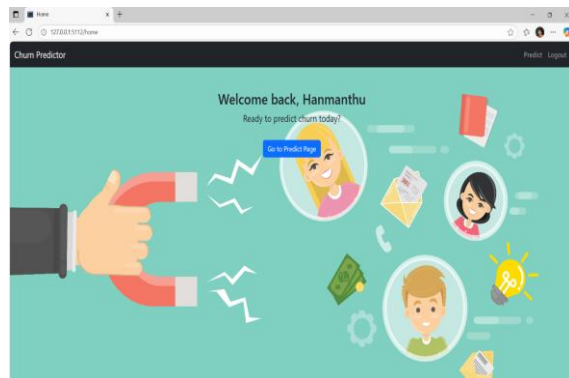 Home
127.0.0.1:5112/home
Churn Predictor
Predict Logout
Welcome back, Hanmanthu
Ready to predict churn today?
Go to Predict Page